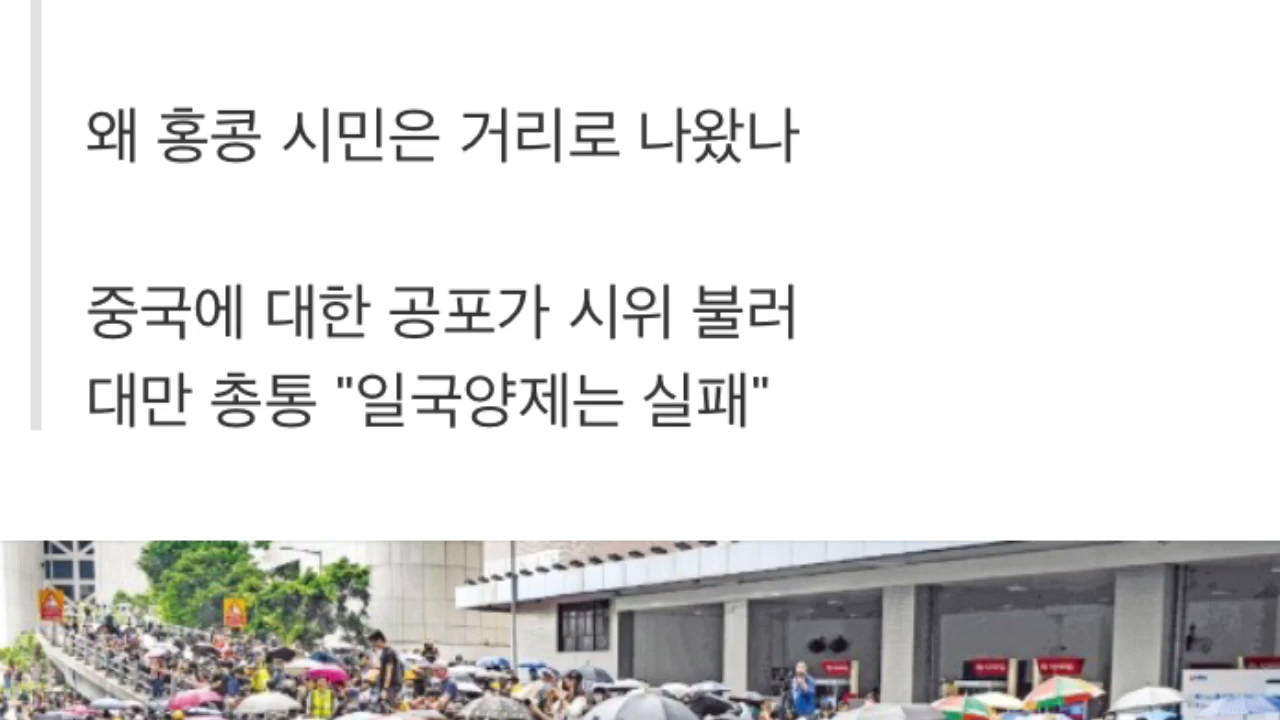 왜 홍콩 시민은 거리로 나왔나
중국에 대한 공포가 시위 불러
대만 총통 "일국양제는 실패"